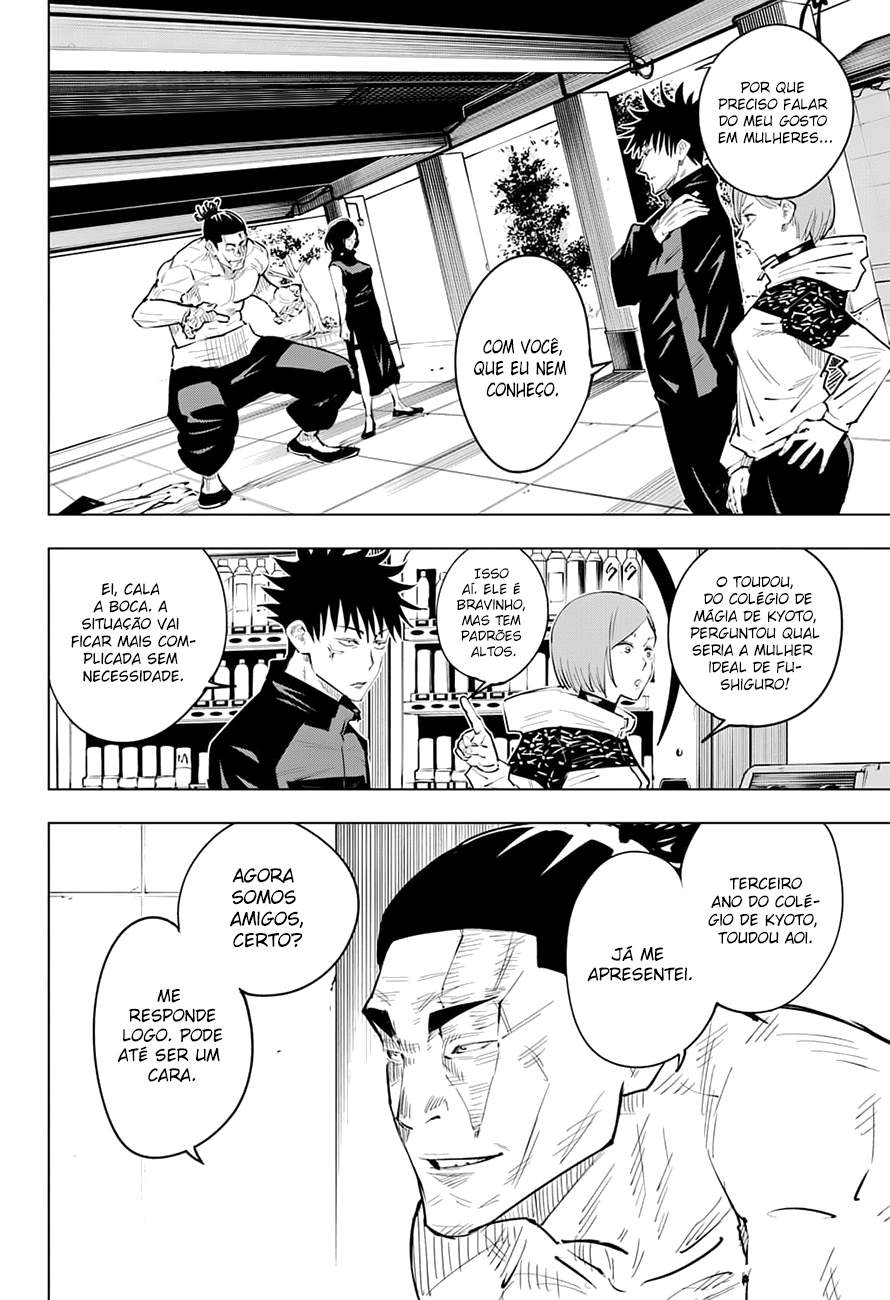 POR QUE
PRECISO FALAR
DO MEU GOSTO
EM MULHERES...
COM VOCÊ,
QUE EU NEM
CONHEÇO.
O TOUDOU,
DO COLÉGIO DE
MÁGIA DE KYOTO,
PERGUNTOU QUAL
SERIA A MULHER
IDEAL DE FU-
SHIGURO!
ISSO
AÍ. ELE É
BRAVINHO,
MAS TEM
PADRÕES
ALTOS.
EI, CALA
A BOCA. A
SITUAÇÃO VAI
FICAR MAIS COM-
PLICADA SEM
NECESSIDADE.
TERCEIRO
ANO DO COLÉ-
GIO DE KYOTO,
TOUDOU AOI.
JÁ ME
APRESENTEI.
AGORA
SOMOS
AMIGOS,
CERTO?
ME
RESPONDE
LOGO. PODE
ATÉ SER UM
CARA.